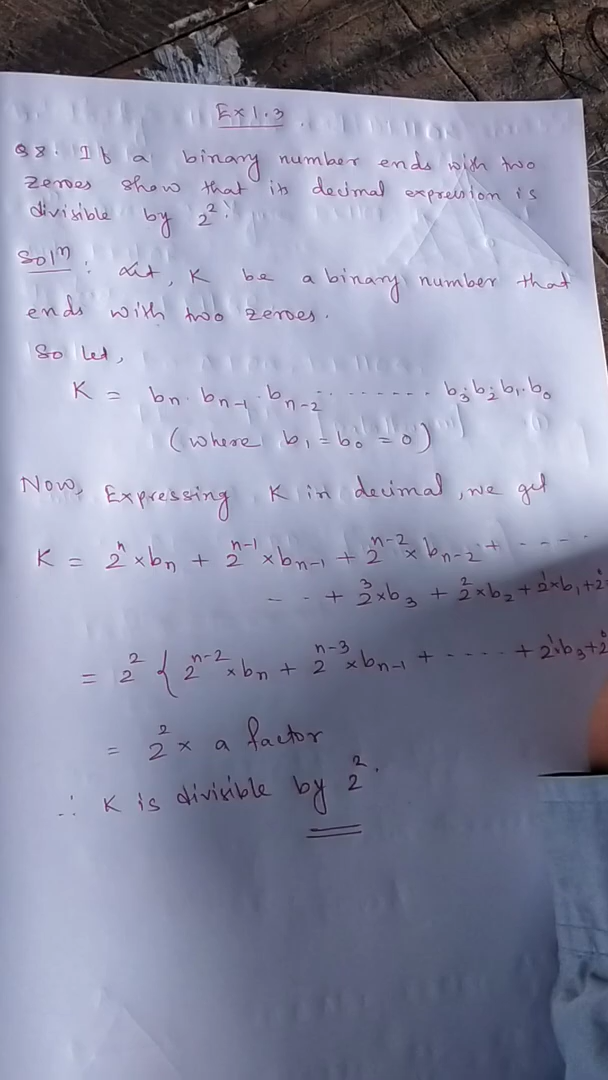 Ex 1.3
Q8. If a binary number ends with two
zeroes show that its decimal expression is
divisible by 2².
Solⁿ: Let, K be a binary number that
ends with two zeroes.
So let,
K = bₙ.bₙ₋₁.bₙ₋₂ ......... b₃.b₂.b₁.b₀
(where b₁ = b₀ = 0)
Now, Expressing K in decimal, we get
K = 2ⁿ×bₙ + 2ⁿ⁻¹×bₙ₋₁ + 2ⁿ⁻²×bₙ₋₂ + ----
-- + 2³×b₃ + 2²×b₂ + 2¹×b₁ + 2⁰
= 2² { 2ⁿ⁻²×bₙ + 2ⁿ⁻³×bₙ₋₁ + ----- + 2¹.b₃ + 2⁰
= 2² × a factor
∴ K is divisible by 2².